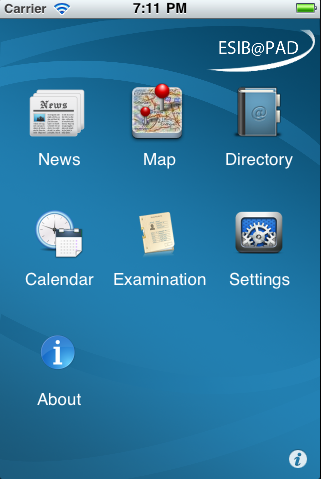 Carrier 7:11 PM
ESIB@PAD
News
News Map Directory
@
Calendar Examination Settings
i
About
i